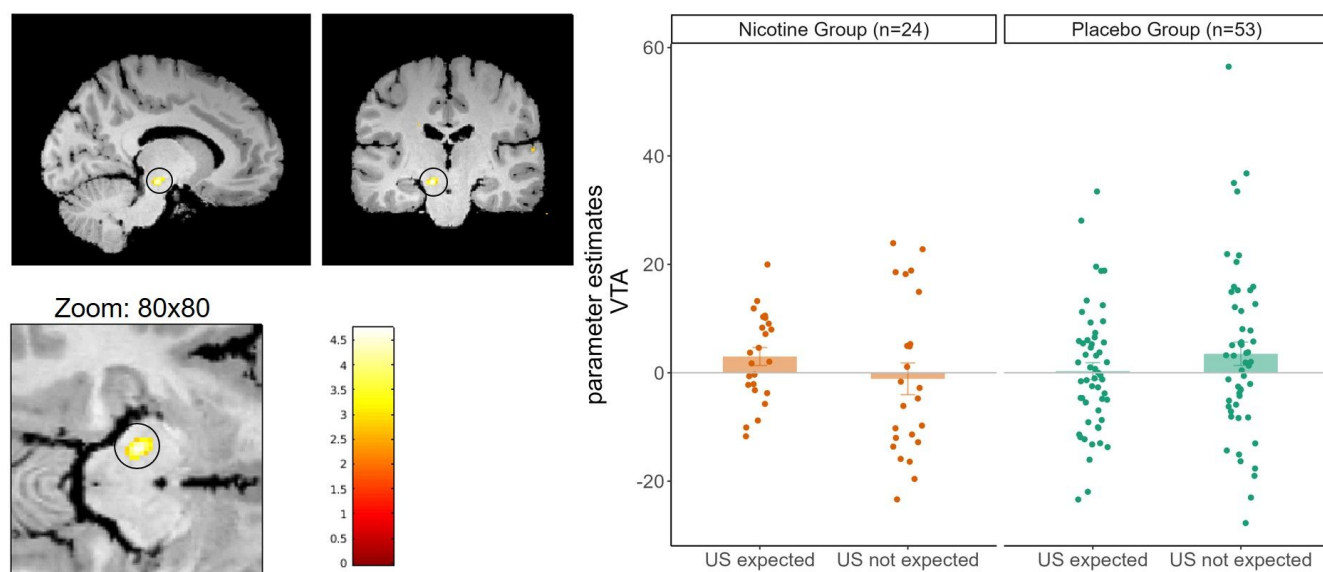 Zoom: 80x80
4.5
4
3.5
3
2.5
2
1.5
1
0.5
0
parameter estimates
VTA
Nicotine Group (n=24)
Placebo Group (n=53)
60
40
20
0
-20
US expected
US not expected
US expected
US not expected